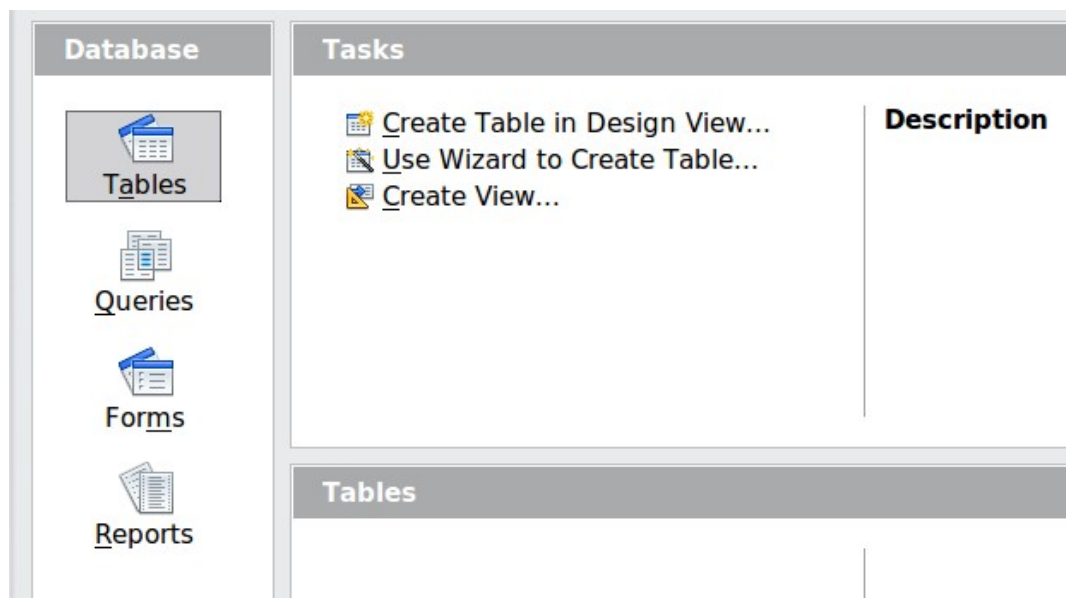 Database
Tables
Queries
Forms
Reports
Tasks
Create Table in Design View...
Use Wizard to Create Table...
Create View...
Description
Tables